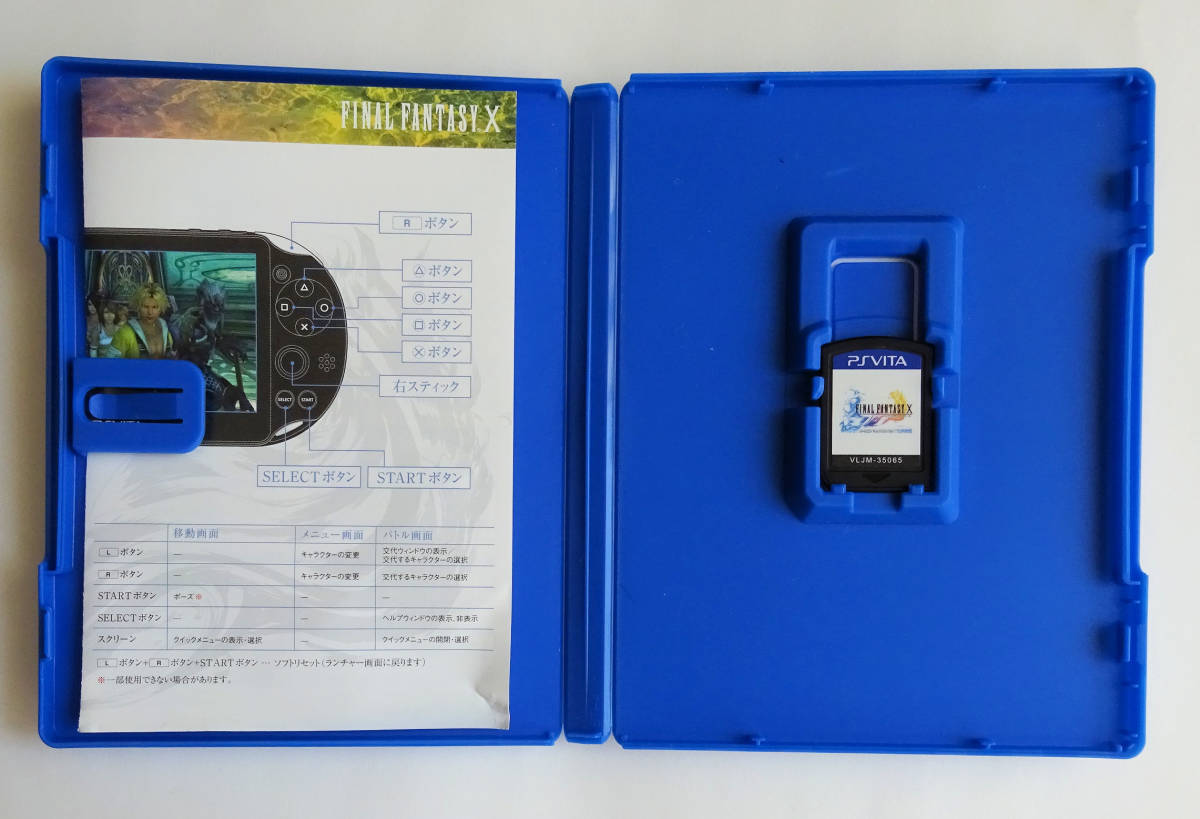 FINAL FANTASY X
R ボタン
△ボタン
○ボタン
□ボタン
×ボタン
右スティック
SELECT
START
SELECTボタン
STARTボタン
移動画面 メニュー画面 バトル画面
L ボタン — キャラクターの変更 交代ウィンドウの表示/
交代するキャラクターの選択
R ボタン — キャラクターの変更 交代するキャラクターの選択
STARTボタン ポーズ※ — —
SELECTボタン — — ヘルプウィンドウの表示、非表示
スクリーン クイックメニューの表示・選択 — クイックメニューの開閉・選択
L ボタン+ R ボタン+STARTボタン … ソフトリセット(ランチャー画面に戻ります)
※一部使用できない場合があります。
PSVITA
FINAL FANTASY X
VLJM-35065